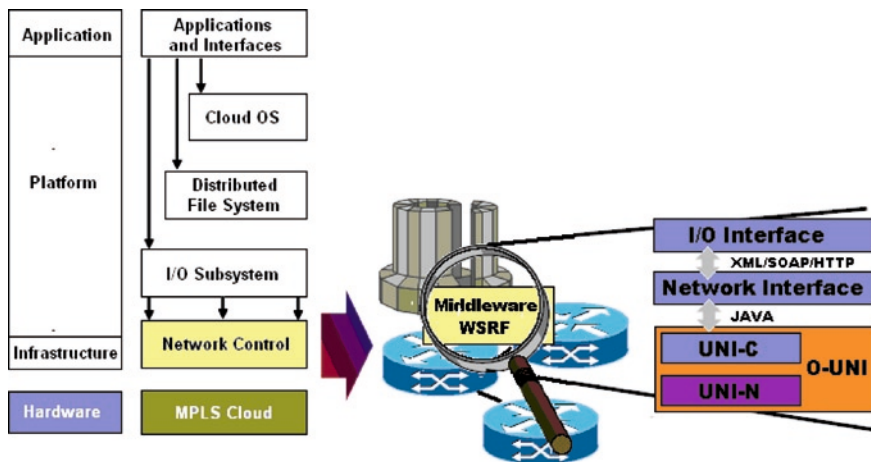 Application
Platform
Infrastructure
Hardware
Applications
and Interfaces
Cloud OS
Distributed
File System
I/O Subsystem
Network Control
MPLS Cloud
Middleware
WSRF
I/O Interface
XML/SOAP/HTTP
Network Interface
JAVA
UNI-C
O-UNI
UNI-N